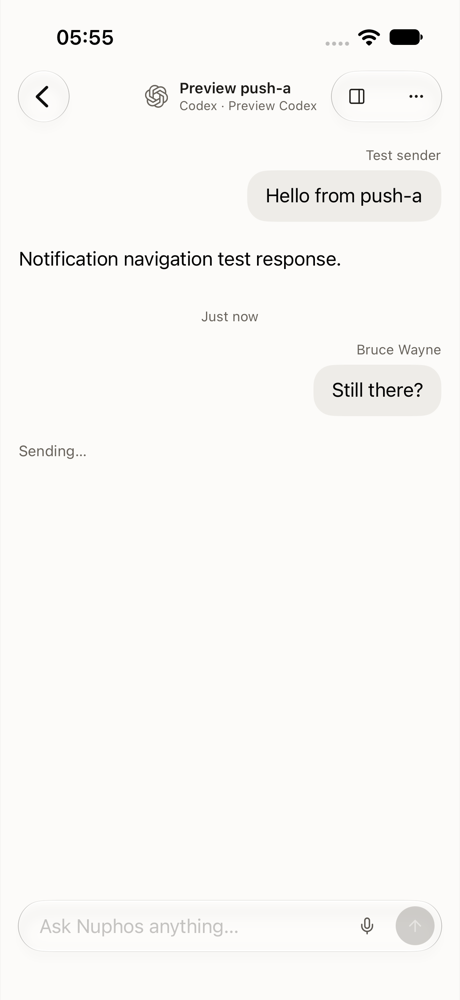 05:55
Preview push-a
Codex · Preview Codex
Test sender
Hello from push-a
Notification navigation test response.
Just now
Bruce Wayne
Still there?
Sending...
Ask Nuphos anything...